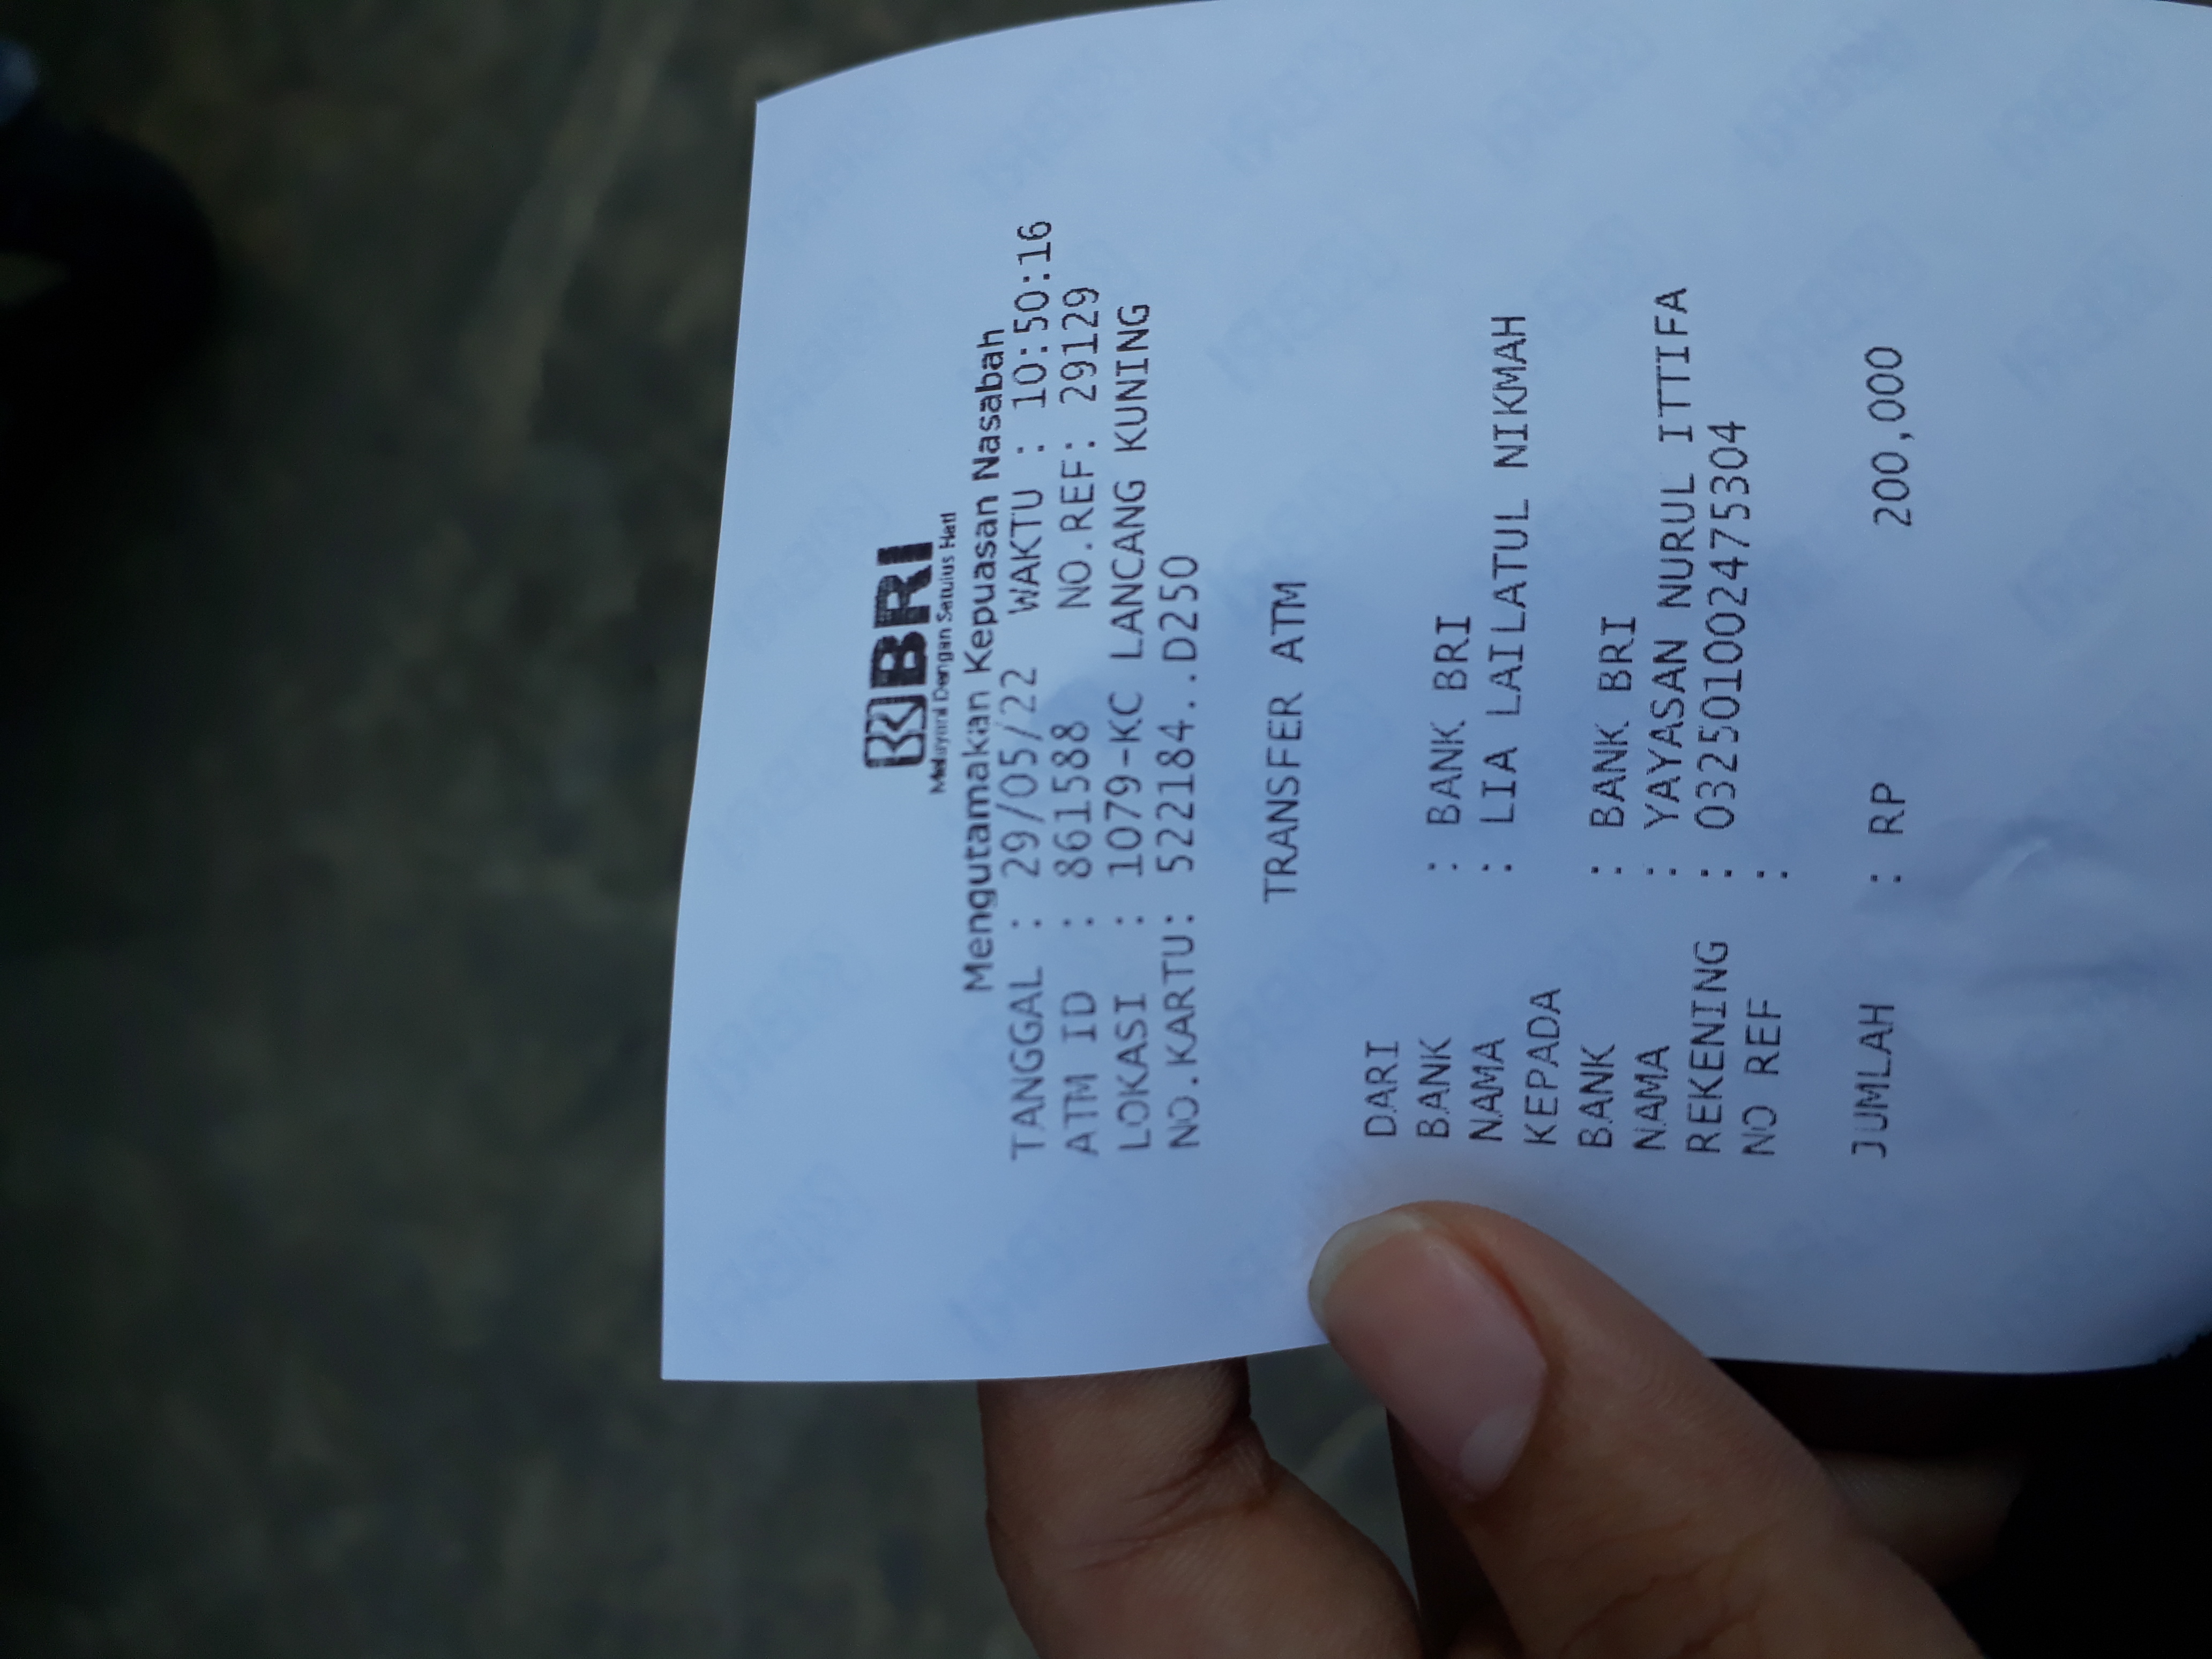 BRI
Melayani Dengan Setulus Hati
Mengutamakan Kepuasan Nasabah
TANGGAL : 29/05/22 WAKTU : 10:50:16
ATM ID : 861588 NO.REF: 29129
LOKASI : 1079-KC LANCANG KUNING
NO.KARTU: 522184..D250
TRANSFER ATM
DARI
BANK : BANK BRI
NAMA : LIA LAILATUL NIKMAH
KEPADA
BANK : BANK BRI
NAMA : YAYASAN NURUL ITTIFA
REKENING : 032501002475304
NO REF :
JUMLAH : RP 200,000